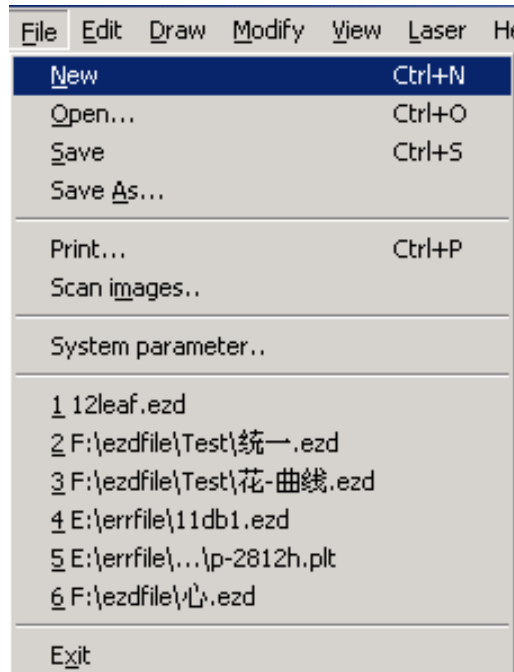 File Edit Draw Modify View Laser He
New Ctrl+N
Open... Ctrl+O
Save Ctrl+S
Save As...
Print... Ctrl+P
Scan images..
System parameter..
1 12leaf.ezd
2 F:\ezdfile\Test\统一.ezd
3 F:\ezdfile\Test\花-曲线.ezd
4 E:\errfile\11db1.ezd
5 E:\errfile\...\p-2812h.plt
6 F:\ezdfile\心.ezd
Exit